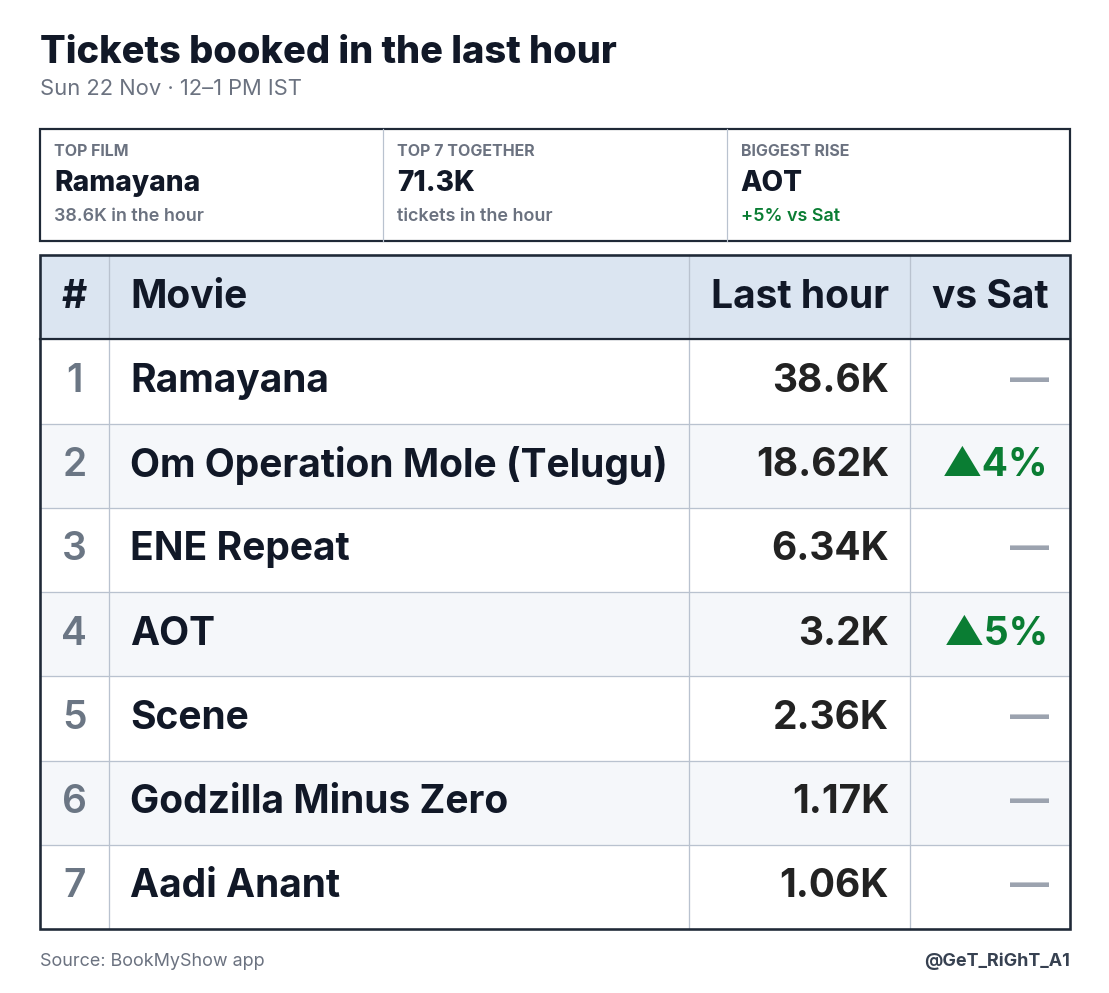 Tickets booked in the last hour
Sun 22 Nov · 12–1 PM IST
TOP FILM
Ramayana
38.6K in the hour
TOP 7 TOGETHER
71.3K
tickets in the hour
BIGGEST RISE
AOT
+5% vs Sat
# Movie Last hour vs Sat
1 Ramayana 38.6K —
2 Om Operation Mole (Telugu) 18.62K ▲4%
3 ENE Repeat 6.34K —
4 AOT 3.2K ▲5%
5 Scene 2.36K —
6 Godzilla Minus Zero 1.17K —
7 Aadi Anant 1.06K —
Source: BookMyShow app @GeT_RiGhT_A1